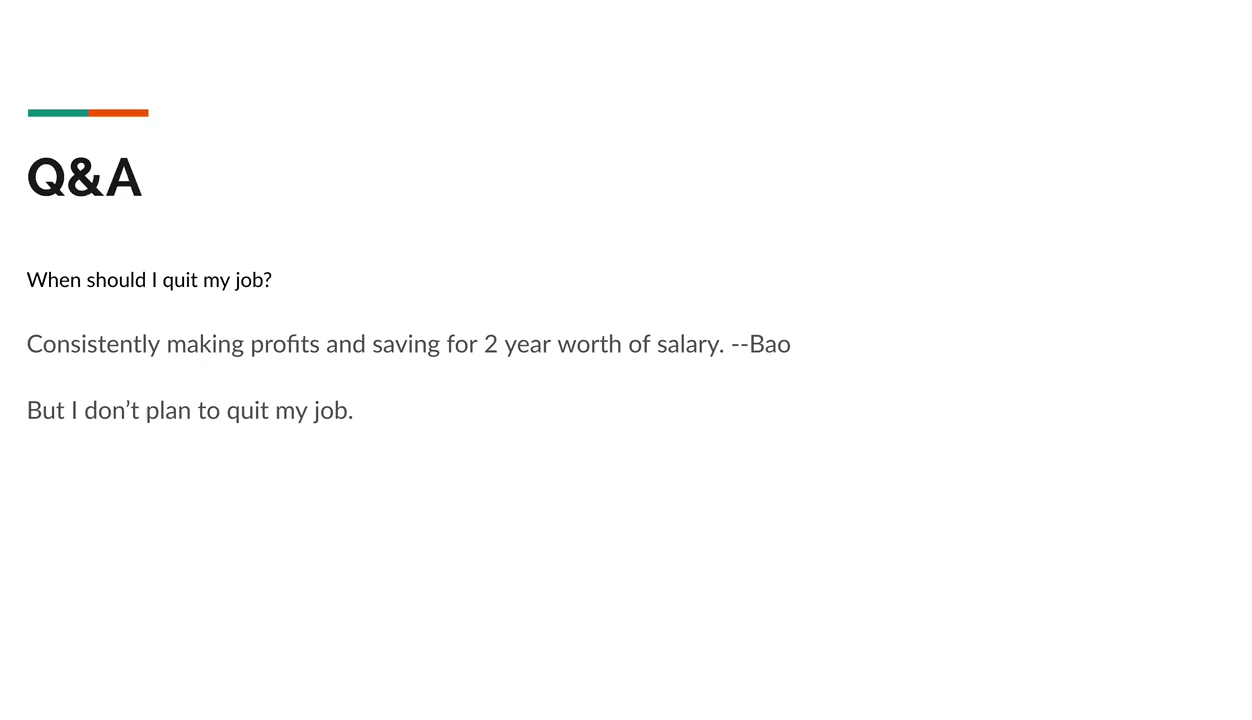 Q&A
When should I quit my job?
Consistently making profits and saving for 2 year worth of salary. --Bao
But I don’t plan to quit my job.